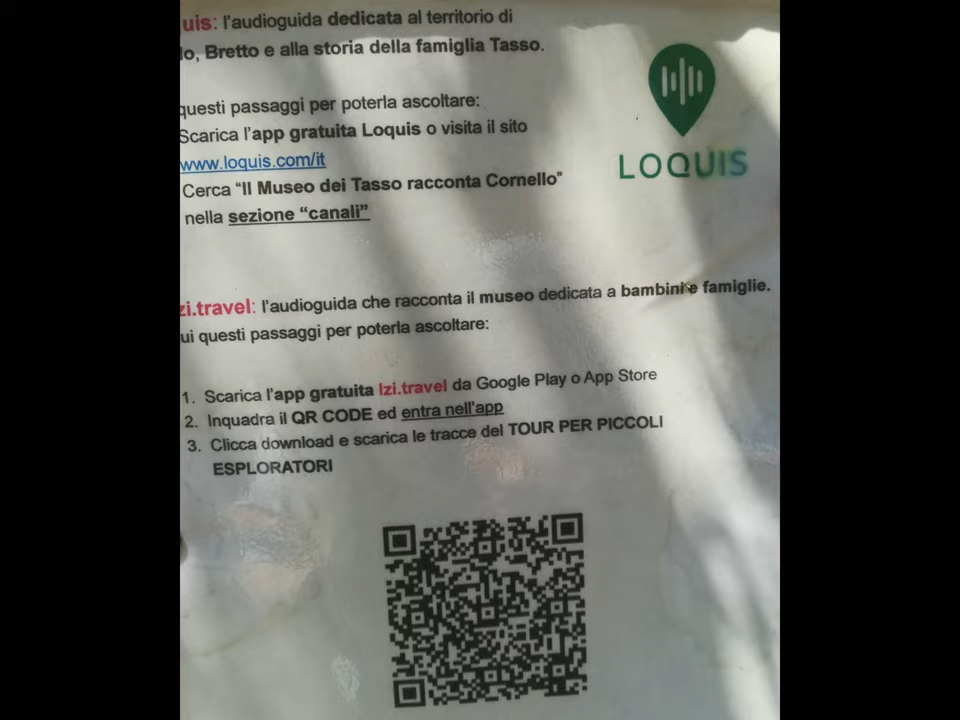 uis: l'audioguida dedicata al territorio di
lo, Bretto e alla storia della famiglia Tasso.
questi passaggi per poterla ascoltare:
Scarica l'app gratuita Loquis o visita il sito
www.loquis.com/it
Cerca "Il Museo dei Tasso racconta Cornello"
nella sezione "canali"
LOQUIS
zi.travel: l'audioguida che racconta il museo dedicata a bambini e famiglie.
ui questi passaggi per poterla ascoltare:
1. Scarica l'app gratuita Izi.travel da Google Play o App Store
2. Inquadra il QR CODE ed entra nell'app
3. Clicca download e scarica le tracce del TOUR PER PICCOLI
ESPLORATORI